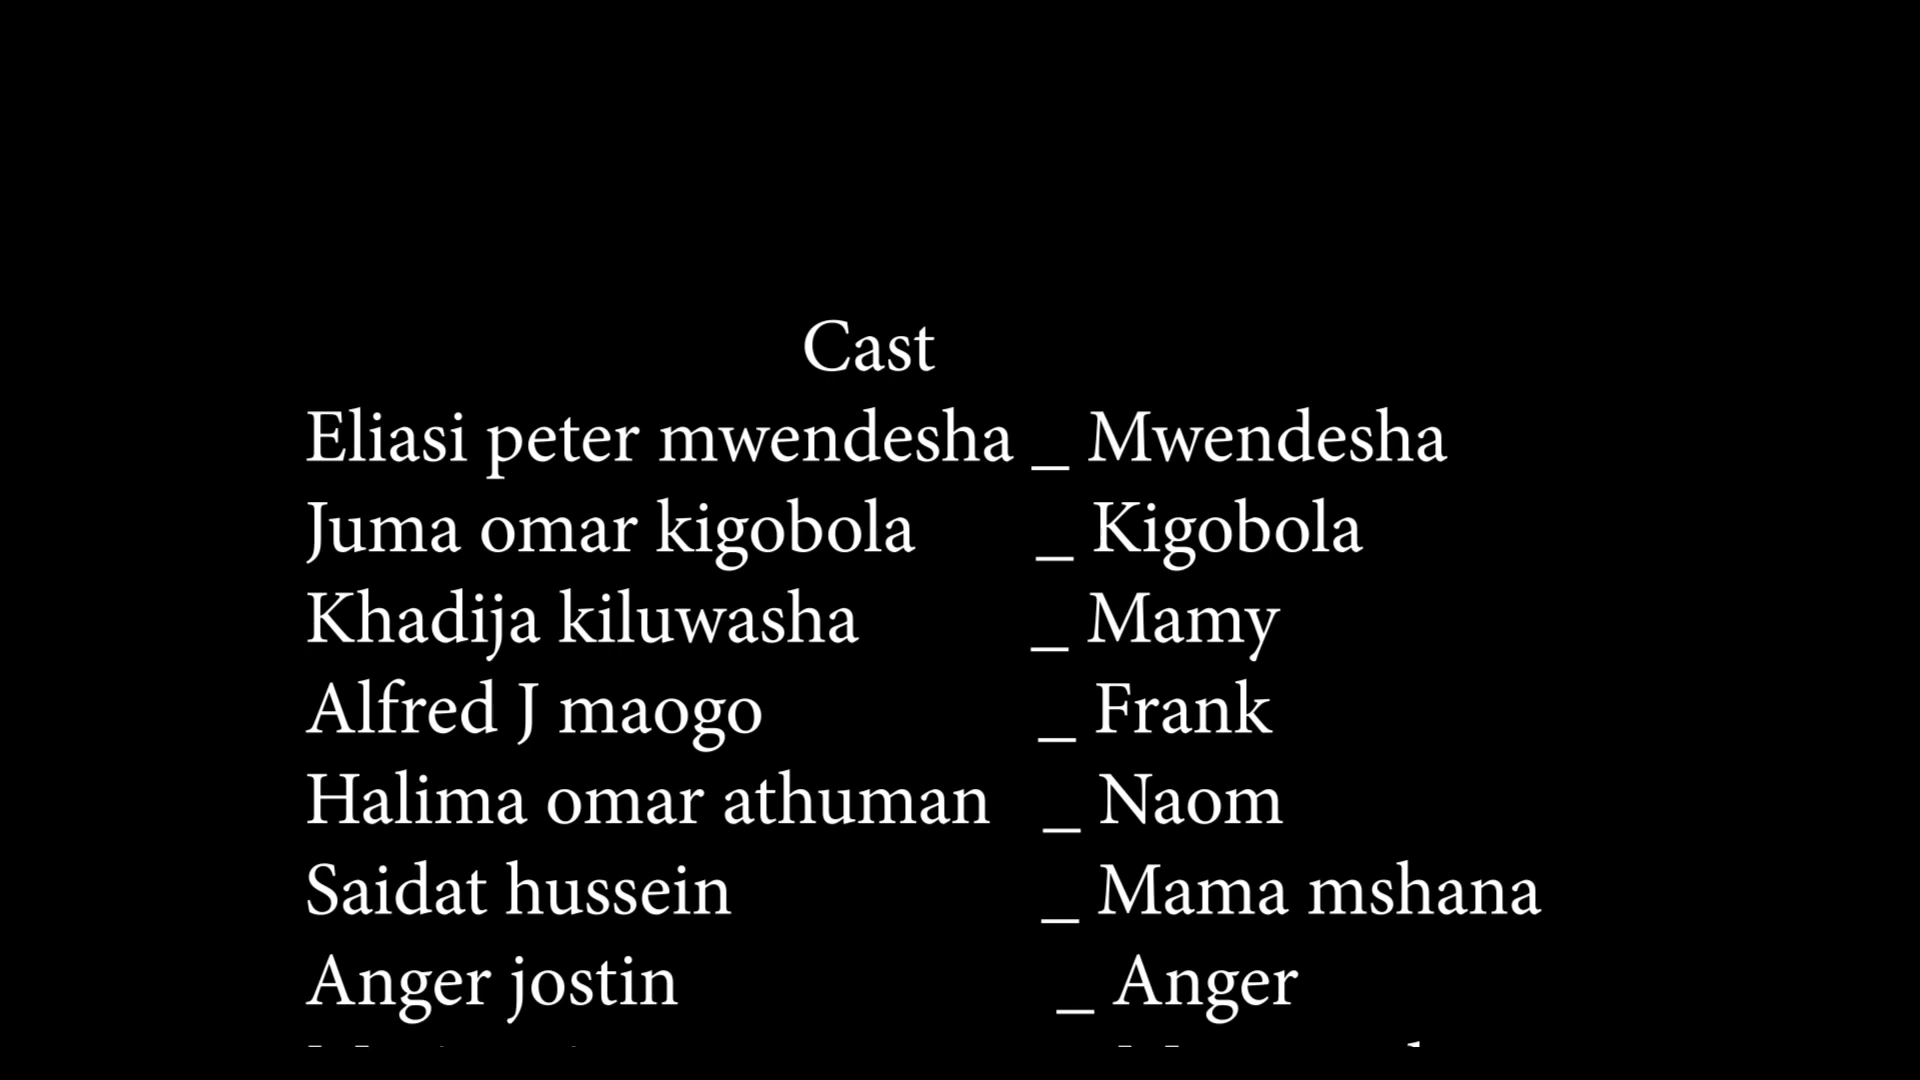 Cast
Eliasi peter mwendesha _ Mwendesha
Juma omar kigobola _ Kigobola
Khadija kiluwasha _ Mamy
Alfred J maogo _ Frank
Halima omar athuman _ Naom
Saidat hussein _ Mama mshana
Anger jostin _ Anger